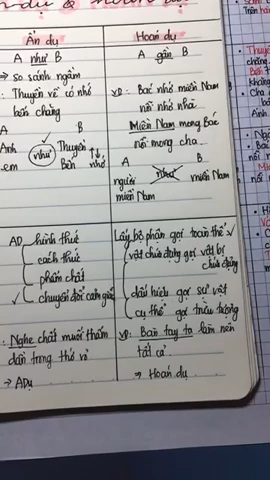 Ẩn dụ
A như B
→ so sánh ngầm
: Thuyền về có nhớ
bến chăng
A B
Anh như Thuyền
em Bến nhớ
AD hình thức
cách thức
phẩm chất
✓ chuyển đổi cảm giác
: Nghe chất muối thấm
dần trong thớ vỏ
→ ADụ
Hoán dụ
A gần B
VD: Bác nhớ miền Nam
nỗi nhớ nhà
Miền Nam mong Bác
nỗi mong cha
A B
người như miền Nam
miền Nam
Lấy bộ phận gọi toàn thể ✓
vật chứa đựng gọi vật bị
chứa đựng
dấu hiệu gọi sự vật
cụ thể gọi trừu tượng
VD: Bàn tay ta làm nên
tất cả.
→ Hoán dụ